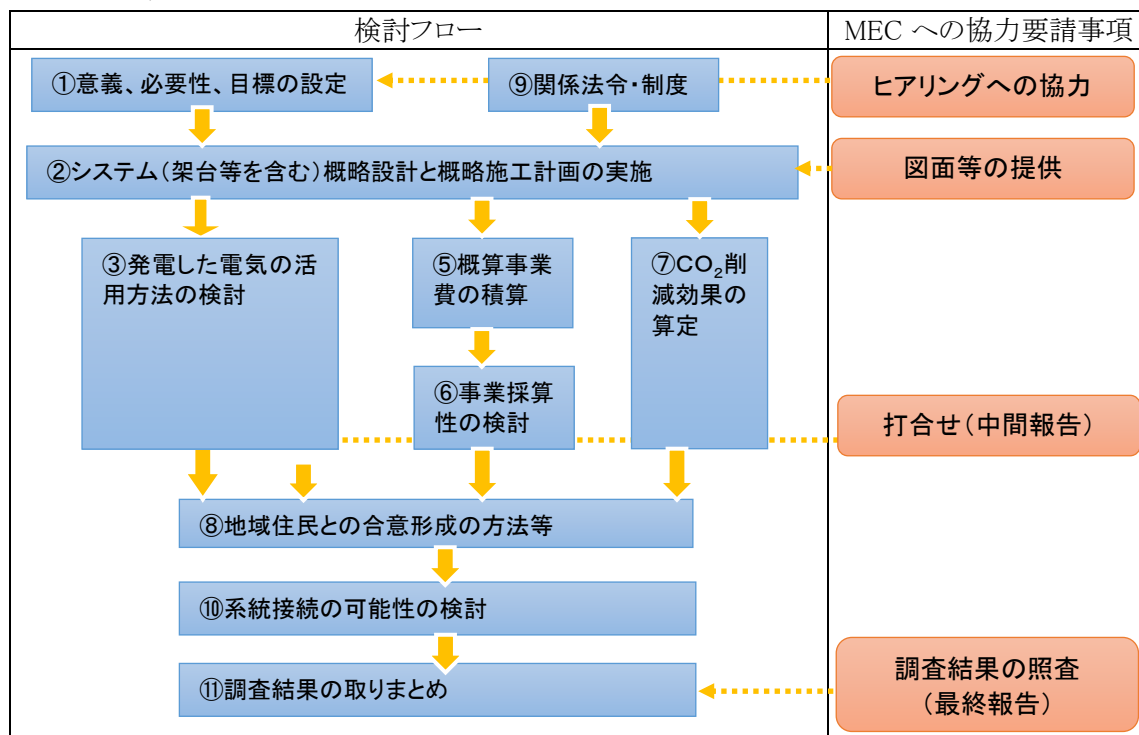 検討フロー
MEC への協力要請事項
①意義、必要性、目標の設定
⑨関係法令・制度
ヒアリングへの協力
②システム(架台等を含む)概略設計と概略施工計画の実施
図面等の提供
③発電した電気の活
用方法の検討
⑤概算事業
費の積算
⑦CO₂削
減効果の
算定
⑥事業採算
性の検討
打合せ(中間報告)
⑧地域住民との合意形成の方法等
⑩系統接続の可能性の検討
⑪調査結果の取りまとめ
調査結果の照査
(最終報告)